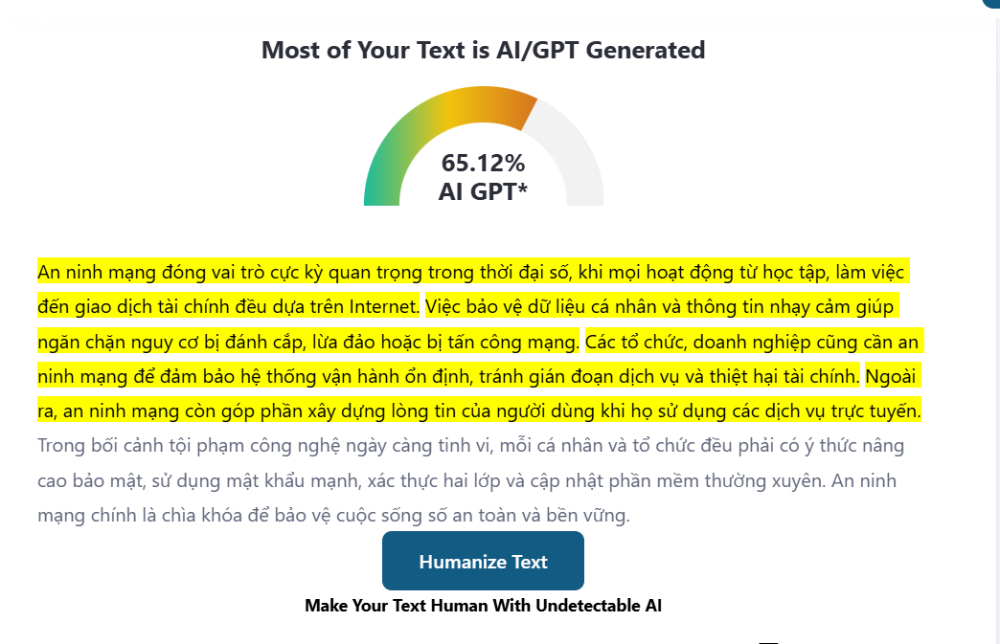 Most of Your Text is AI/GPT Generated
65.12%
AI GPT*
An ninh mạng đóng vai trò cực kỳ quan trọng trong thời đại số, khi mọi hoạt động từ học tập, làm việc
đến giao dịch tài chính đều dựa trên Internet. Việc bảo vệ dữ liệu cá nhân và thông tin nhạy cảm giúp
ngăn chặn nguy cơ bị đánh cắp, lừa đảo hoặc bị tấn công mạng. Các tổ chức, doanh nghiệp cũng cần an
ninh mạng để đảm bảo hệ thống vận hành ổn định, tránh gián đoạn dịch vụ và thiệt hại tài chính. Ngoài
ra, an ninh mạng còn góp phần xây dựng lòng tin của người dùng khi họ sử dụng các dịch vụ trực tuyến.
Trong bối cảnh tội phạm công nghệ ngày càng tinh vi, mỗi cá nhân và tổ chức đều phải có ý thức nâng
cao bảo mật, sử dụng mật khẩu mạnh, xác thực hai lớp và cập nhật phần mềm thường xuyên. An ninh
mạng chính là chìa khóa để bảo vệ cuộc sống số an toàn và bền vững.
Humanize Text
Make Your Text Human With Undetectable AI